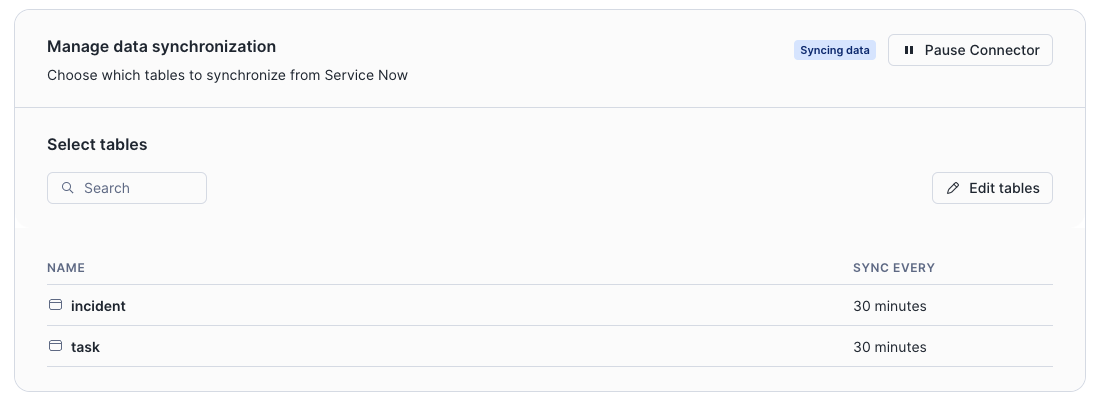 Manage data synchronization
Syncing data
Pause Connector
Choose which tables to synchronize from Service Now
Select tables
Search
Edit tables
NAME SYNC EVERY
incident 30 minutes
task 30 minutes